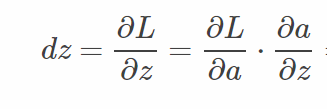 dz = ∂L/∂z = ∂L/∂a · ∂a/∂z =